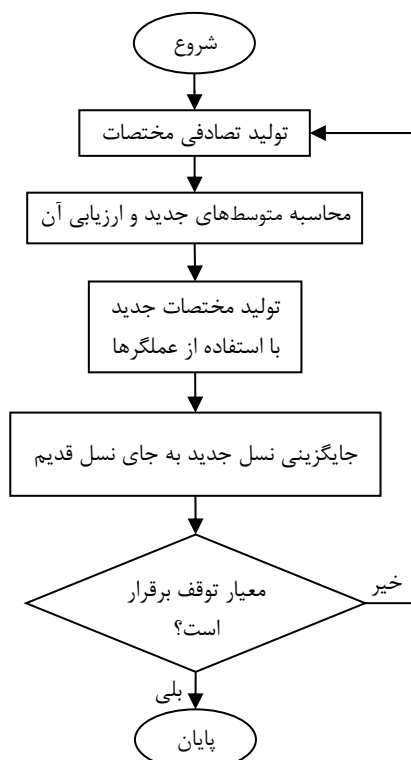 شروع
تولید تصادفی مختصات
محاسبه متوسط‌های جدید و ارزیابی آن
تولید مختصات جدید
با استفاده از عملگرها
جایگزینی نسل جدید به جای نسل قدیم
معیار توقف برقرار
است؟
خیر
بلی
پایان